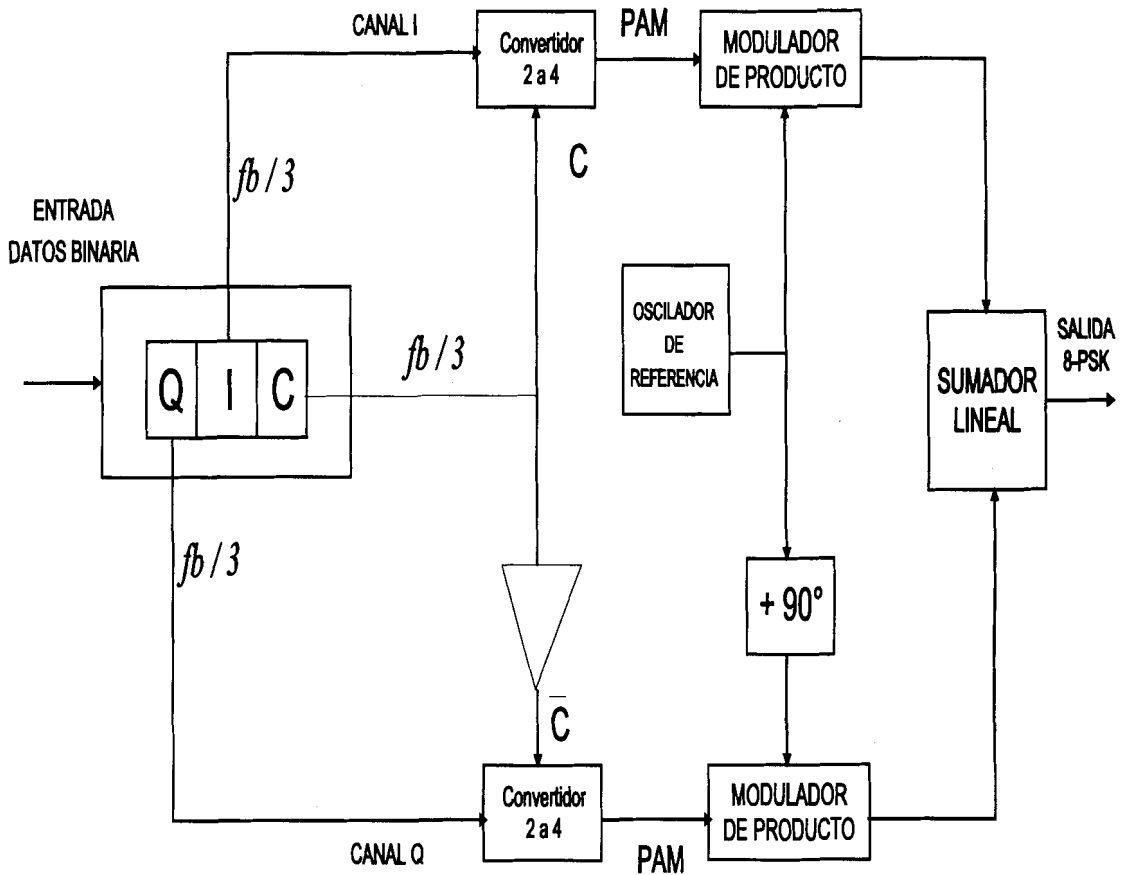 CANAL I
Convertidor
2 a 4
PAM
MODULADOR
DE PRODUCTO
C
fb / 3
ENTRADA
DATOS BINARIA
Q I C
fb / 3
OSCILADOR
DE
REFERENCIA
SUMADOR
LINEAL
SALIDA
8-PSK
fb / 3
+ 90º
C̅
Convertidor
2 a 4
MODULADOR
DE PRODUCTO
CANAL Q
PAM